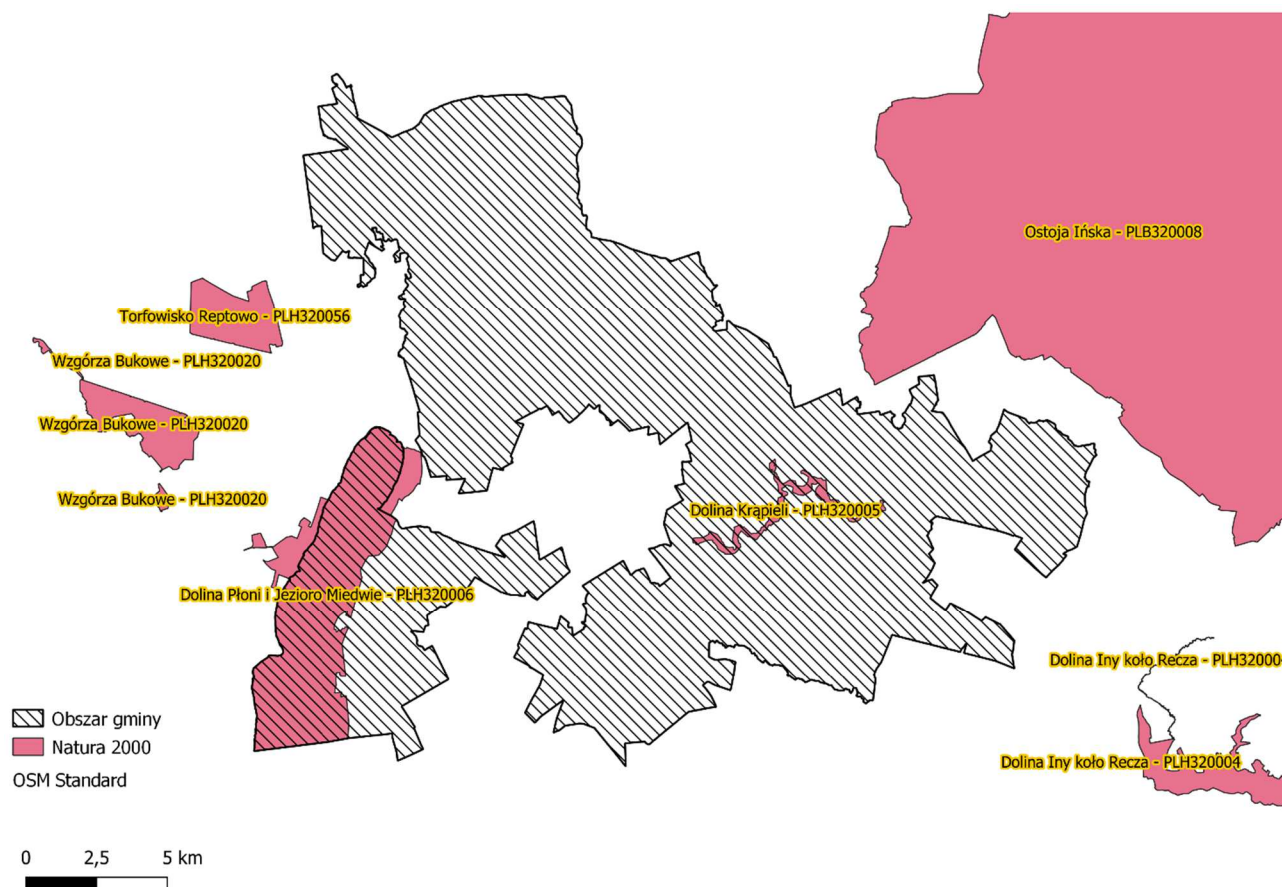 Ostoja Ińska - PLB320008
Torfowisko Reptowo - PLH320056
Wzgórza Bukowe - PLH320020
Wzgórza Bukowe - PLH320020
Wzgórza Bukowe - PLH320020
Dolina Krąpieli - PLH320005
Dolina Płoni i Jezioro Miedwie - PLH320006
Dolina Iny koło Recza - PLH32000
Dolina Iny koło Recza - PLH320004
Obszar gminy
Natura 2000
OSM Standard
0 2,5 5 km